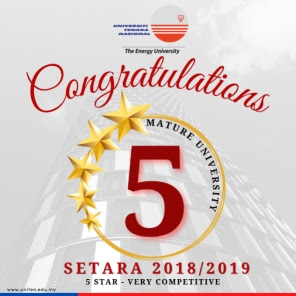 UNIVERSITI
TENAGA
NASIONAL
The Energy University
Congratulations
MATURE UNIVERSITY
5
SETARA 2018/2019
5 STAR - VERY COMPETITIVE
www.uniten.edu.my